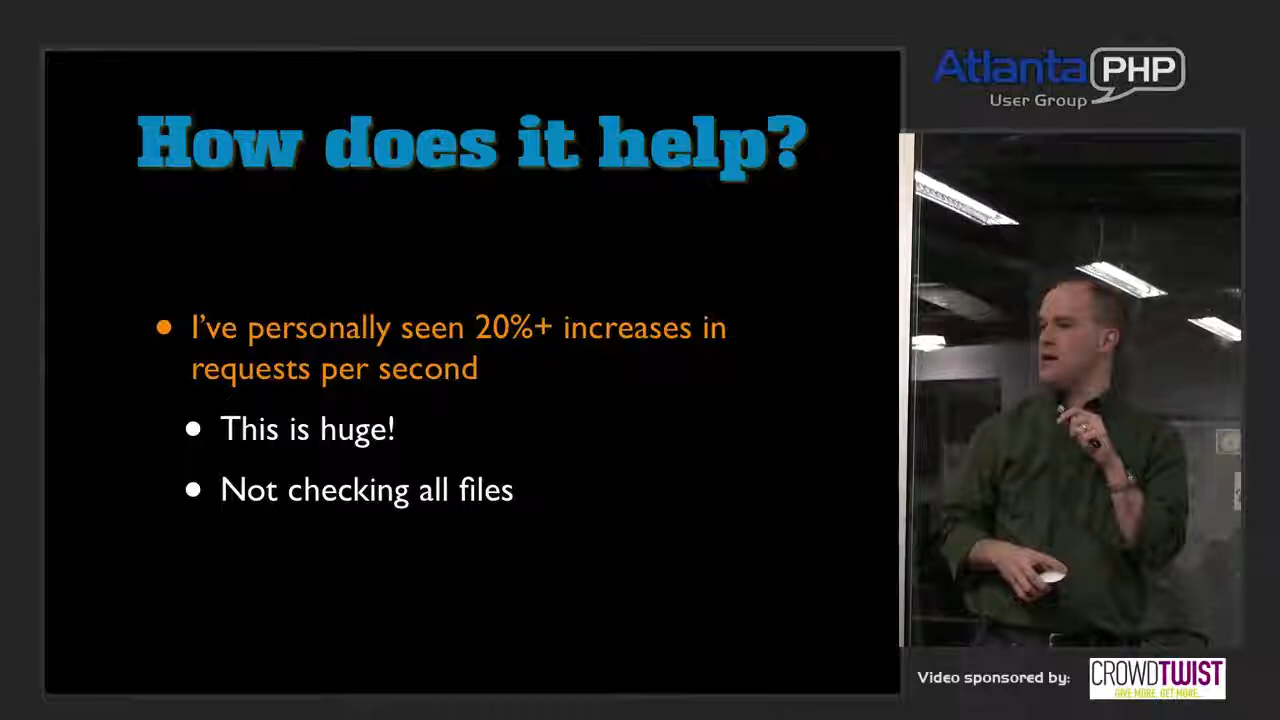 How does it help?
• I've personally seen 20%+ increases in
requests per second
• This is huge!
• Not checking all files
Atlanta PHP
User Group
Video sponsored by:
CROWDTWIST
GIVE MORE. GET MORE...